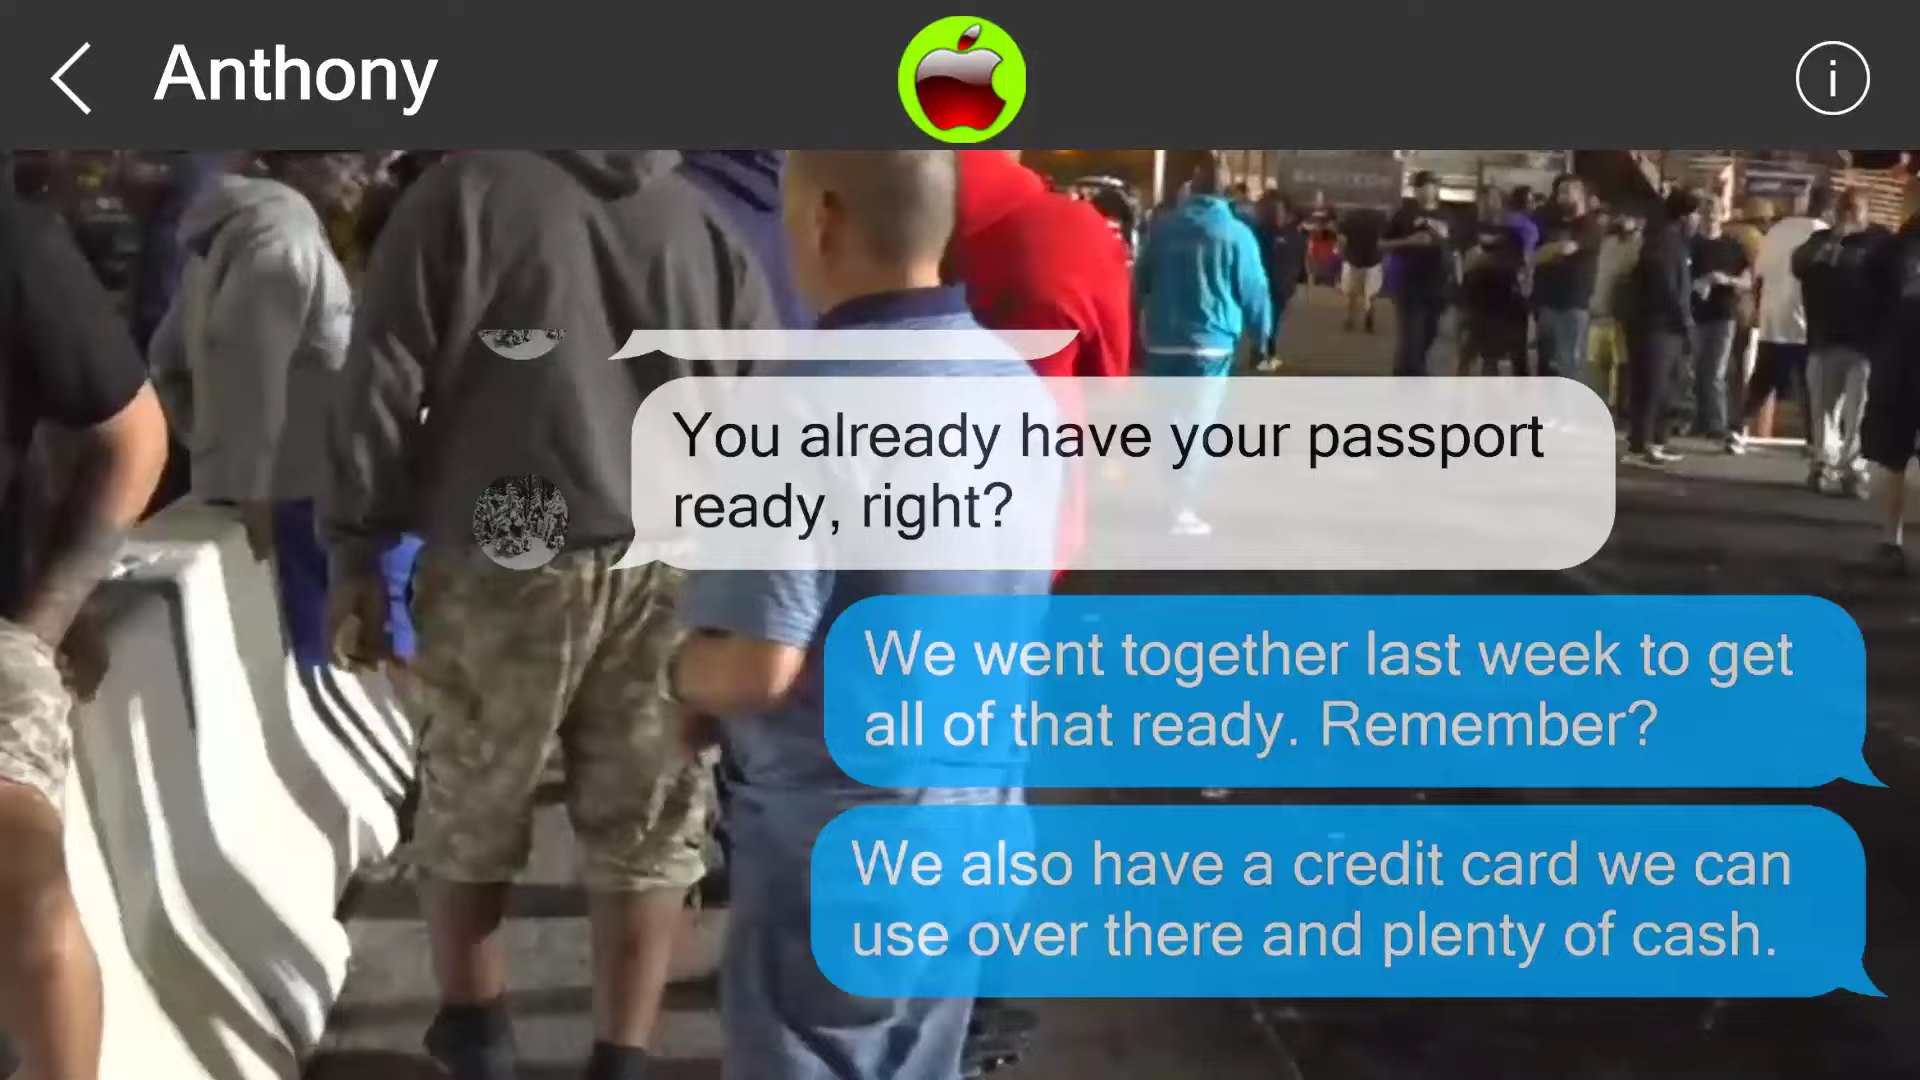 Anthony
i
You already have your passport
ready, right?
We went together last week to get
all of that ready. Remember?
We also have a credit card we can
use over there and plenty of cash.